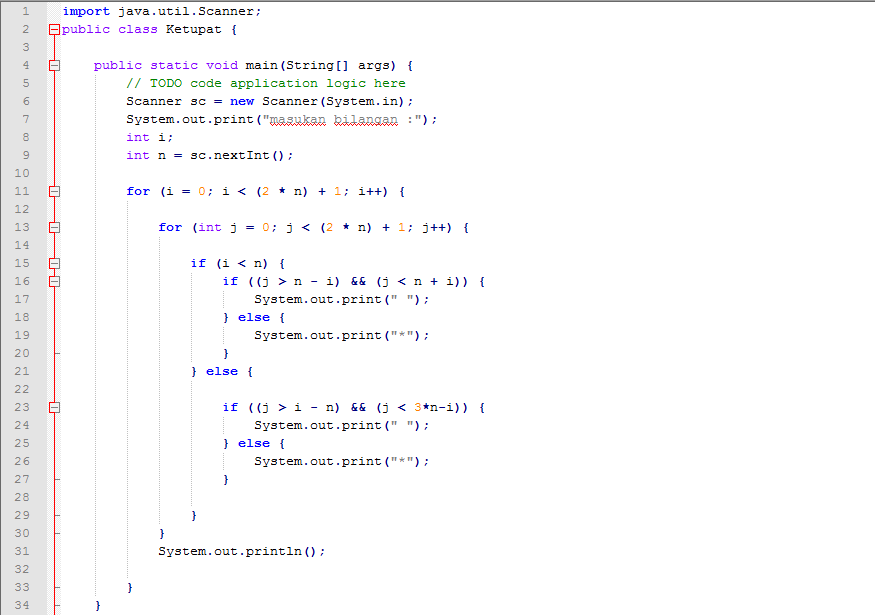 1 import java.util.Scanner;
2 public class Ketupat {
3
4     public static void main(String[] args) {
5         // TODO code application logic here
6         Scanner sc = new Scanner(System.in);
7         System.out.print("masukan bilangan :");
8         int i;
9         int n = sc.nextInt();
10
11         for (i = 0; i < (2 * n) + 1; i++) {
12
13             for (int j = 0; j < (2 * n) + 1; j++) {
14
15                 if (i < n) {
16                     if ((j > n - i) && (j < n + i)) {
17                         System.out.print(" ");
18                     } else {
19                         System.out.print("*");
20                     }
21                 } else {
22
23                     if ((j > i - n) && (j < 3*n-i)) {
24                         System.out.print(" ");
25                     } else {
26                         System.out.print("*");
27                     }
28
29                 }
30             }
31             System.out.println();
32
33         }
34     }